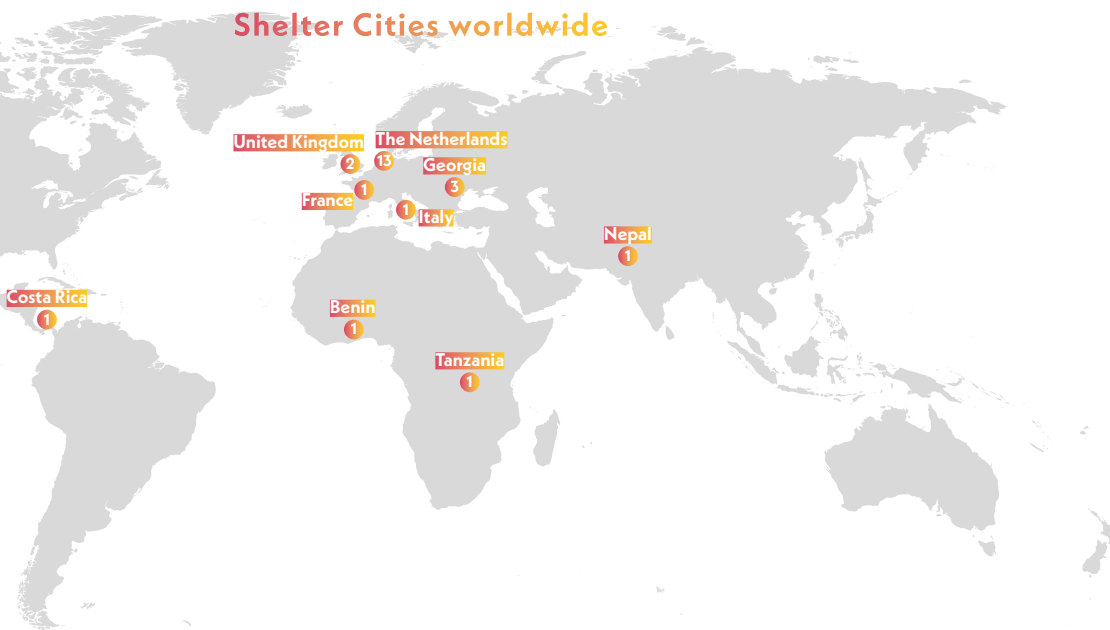 Shelter Cities worldwide
United Kingdom
2
The Netherlands
13
Georgia
3
France
1
1
Italy
Nepal
1
Costa Rica
1
Benin
1
Tanzania
1